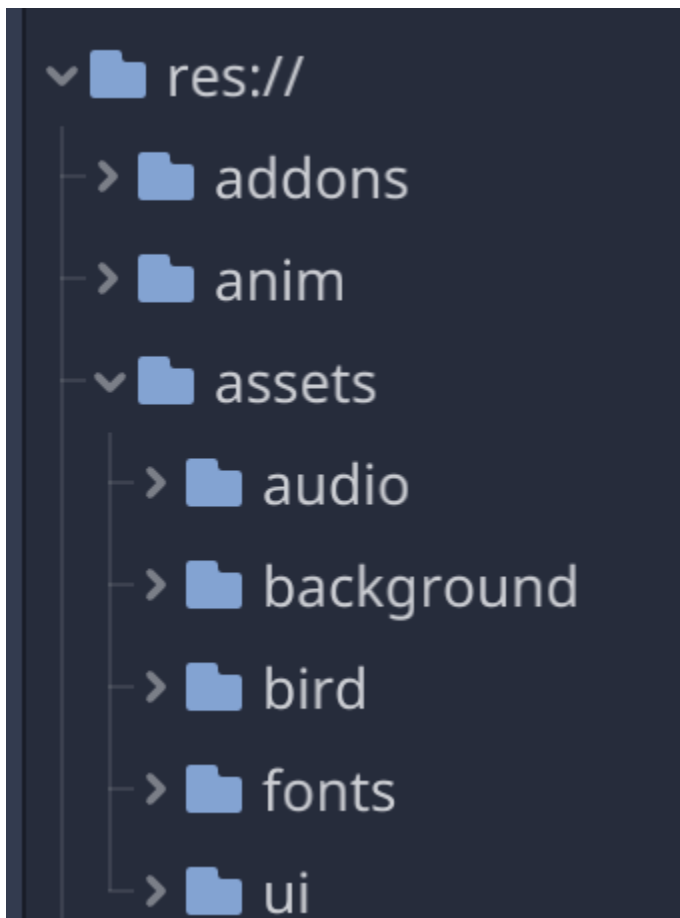 res://
addons
anim
assets
audio
background
bird
fonts
ui